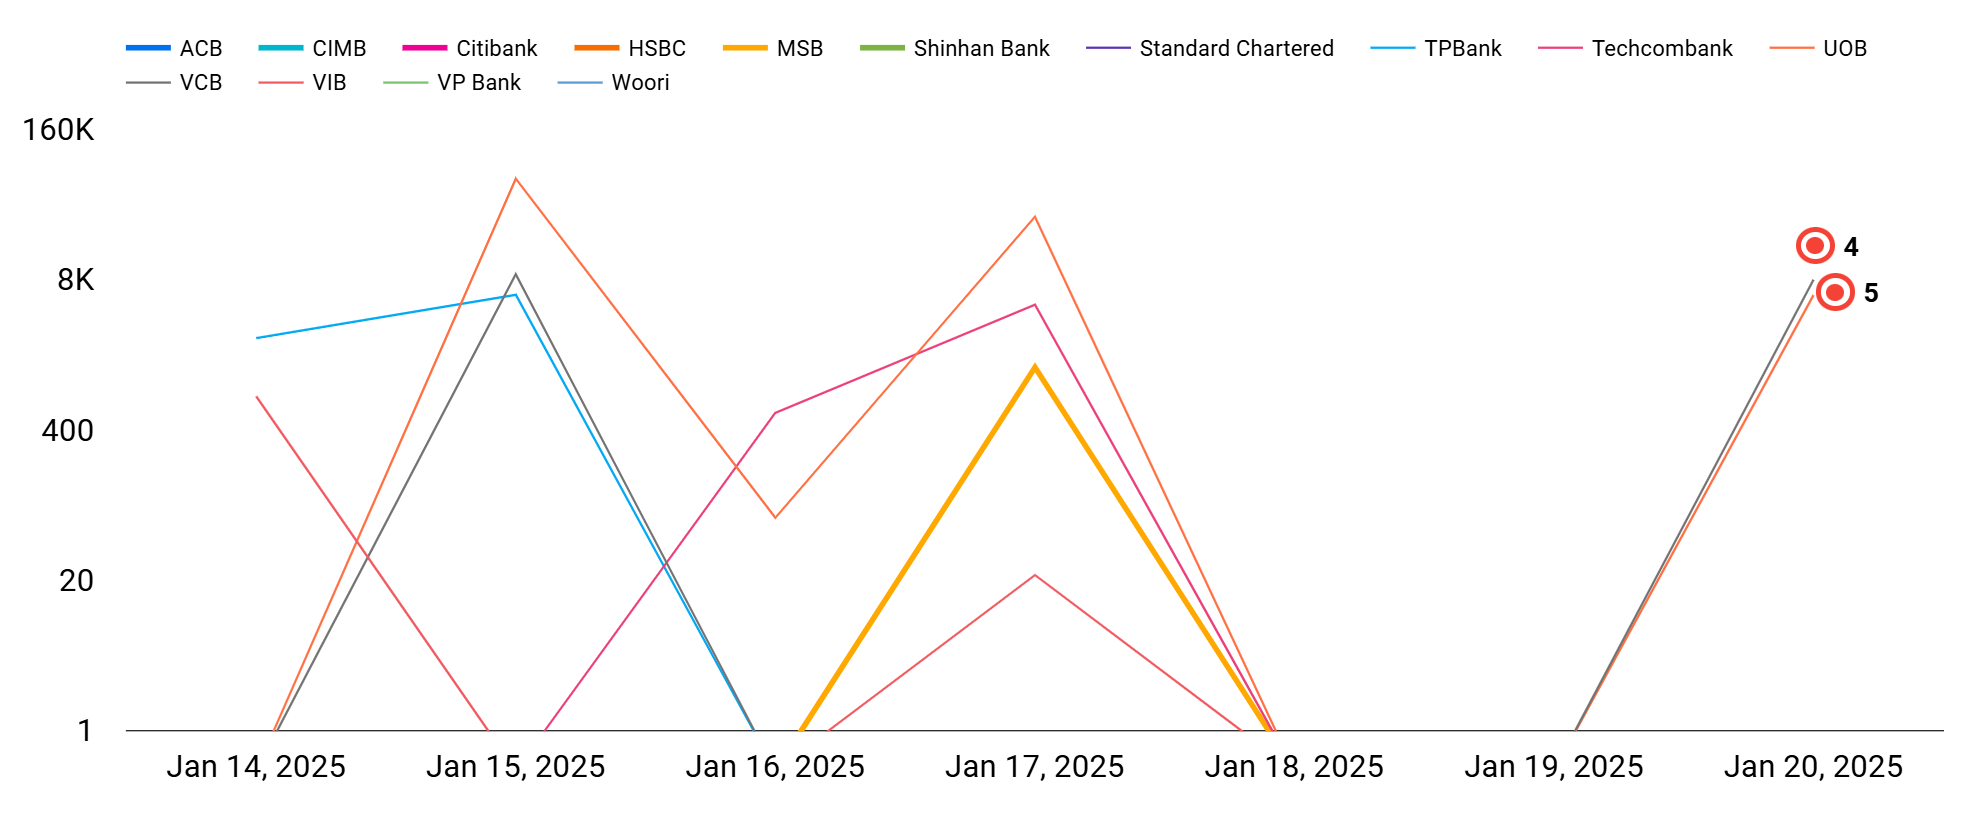 ACB CIMB Citibank HSBC MSB Shinhan Bank Standard Chartered TPBank Techcombank UOB
VCB VIB VP Bank Woori
160K
8K
400
20
1
4
5
Jan 14, 2025 Jan 15, 2025 Jan 16, 2025 Jan 17, 2025 Jan 18, 2025 Jan 19, 2025 Jan 20, 2025